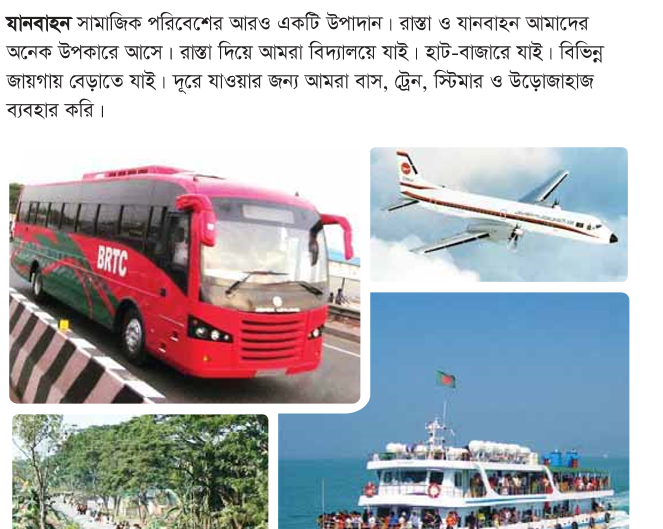 যানবাহন সামাজিক পরিবেশের আরও একটি উপাদান। রাস্তা ও যানবাহন আমাদের
অনেক উপকারে আসে। রাস্তা দিয়ে আমরা বিদ্যালয়ে যাই। হাট-বাজারে যাই। বিভিন্ন
জায়গায় বেড়াতে যাই। দূরে যাওয়ার জন্য আমরা বাস, ট্রেন, স্টিমার ও উড়োজাহাজ
ব্যবহার করি।
BRTC